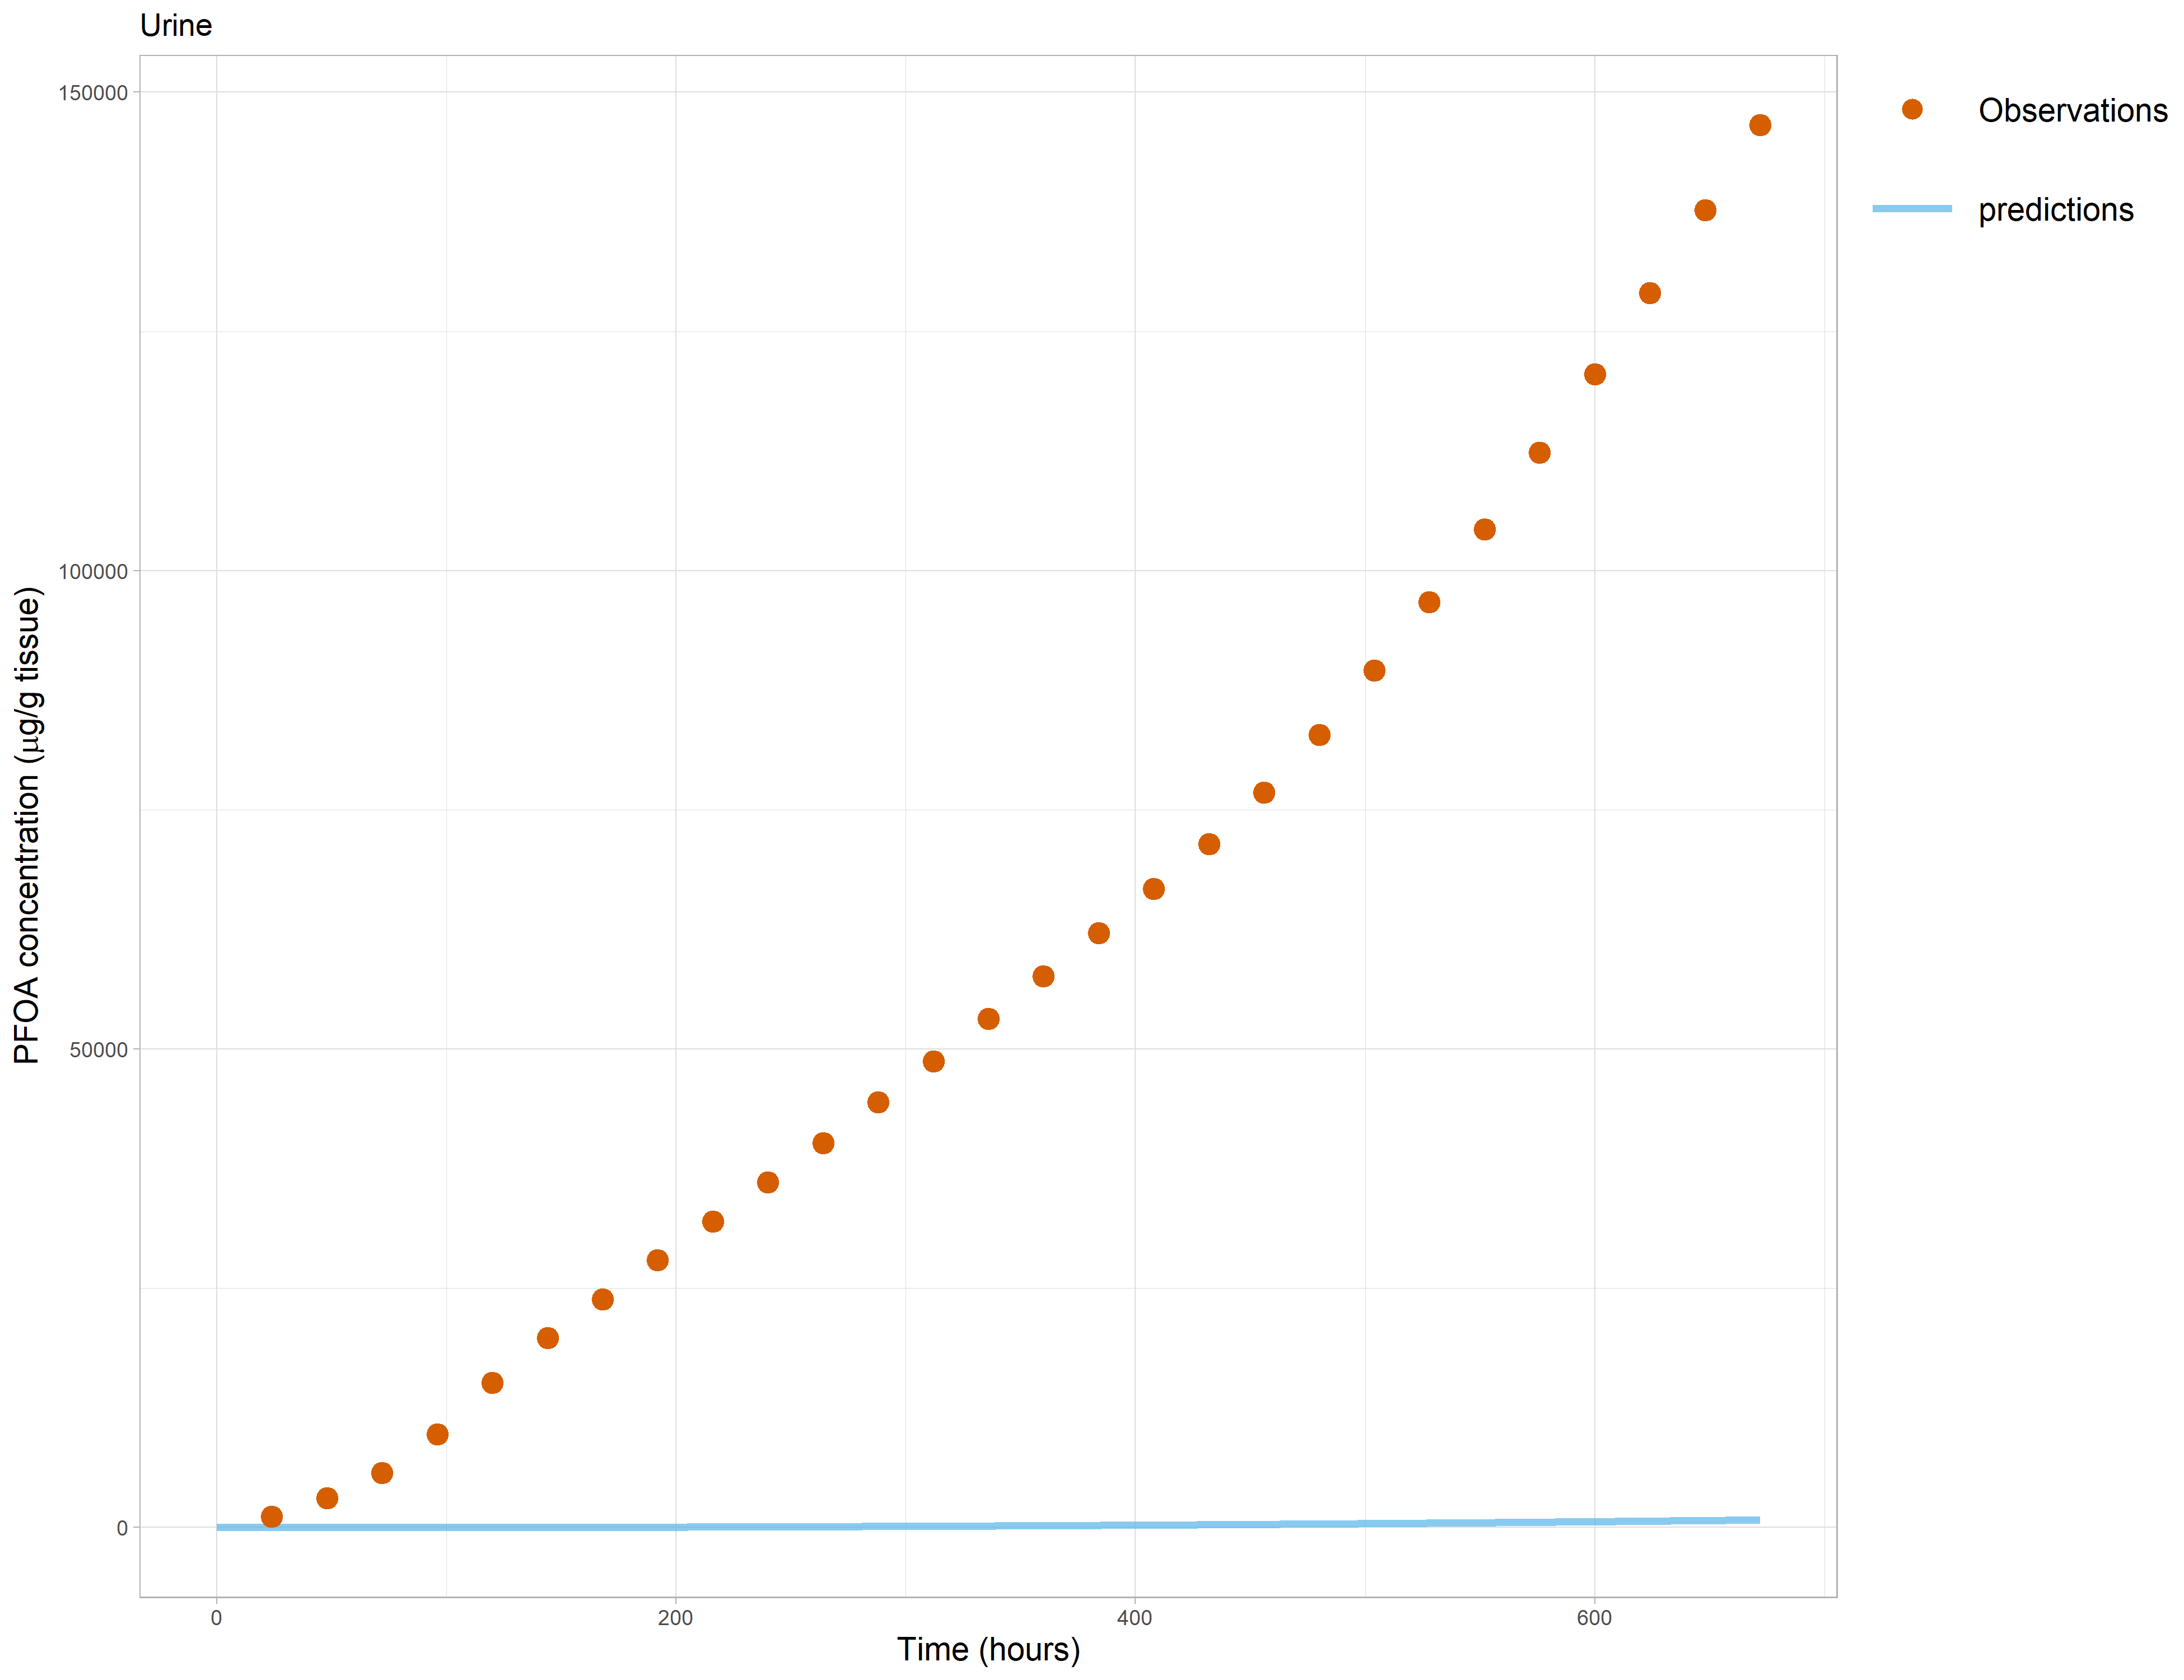 Urine
150000
100000
50000
0
PFOA concentration (μg/g tissue)
0
200
400
600
Time (hours)
Observations
predictions